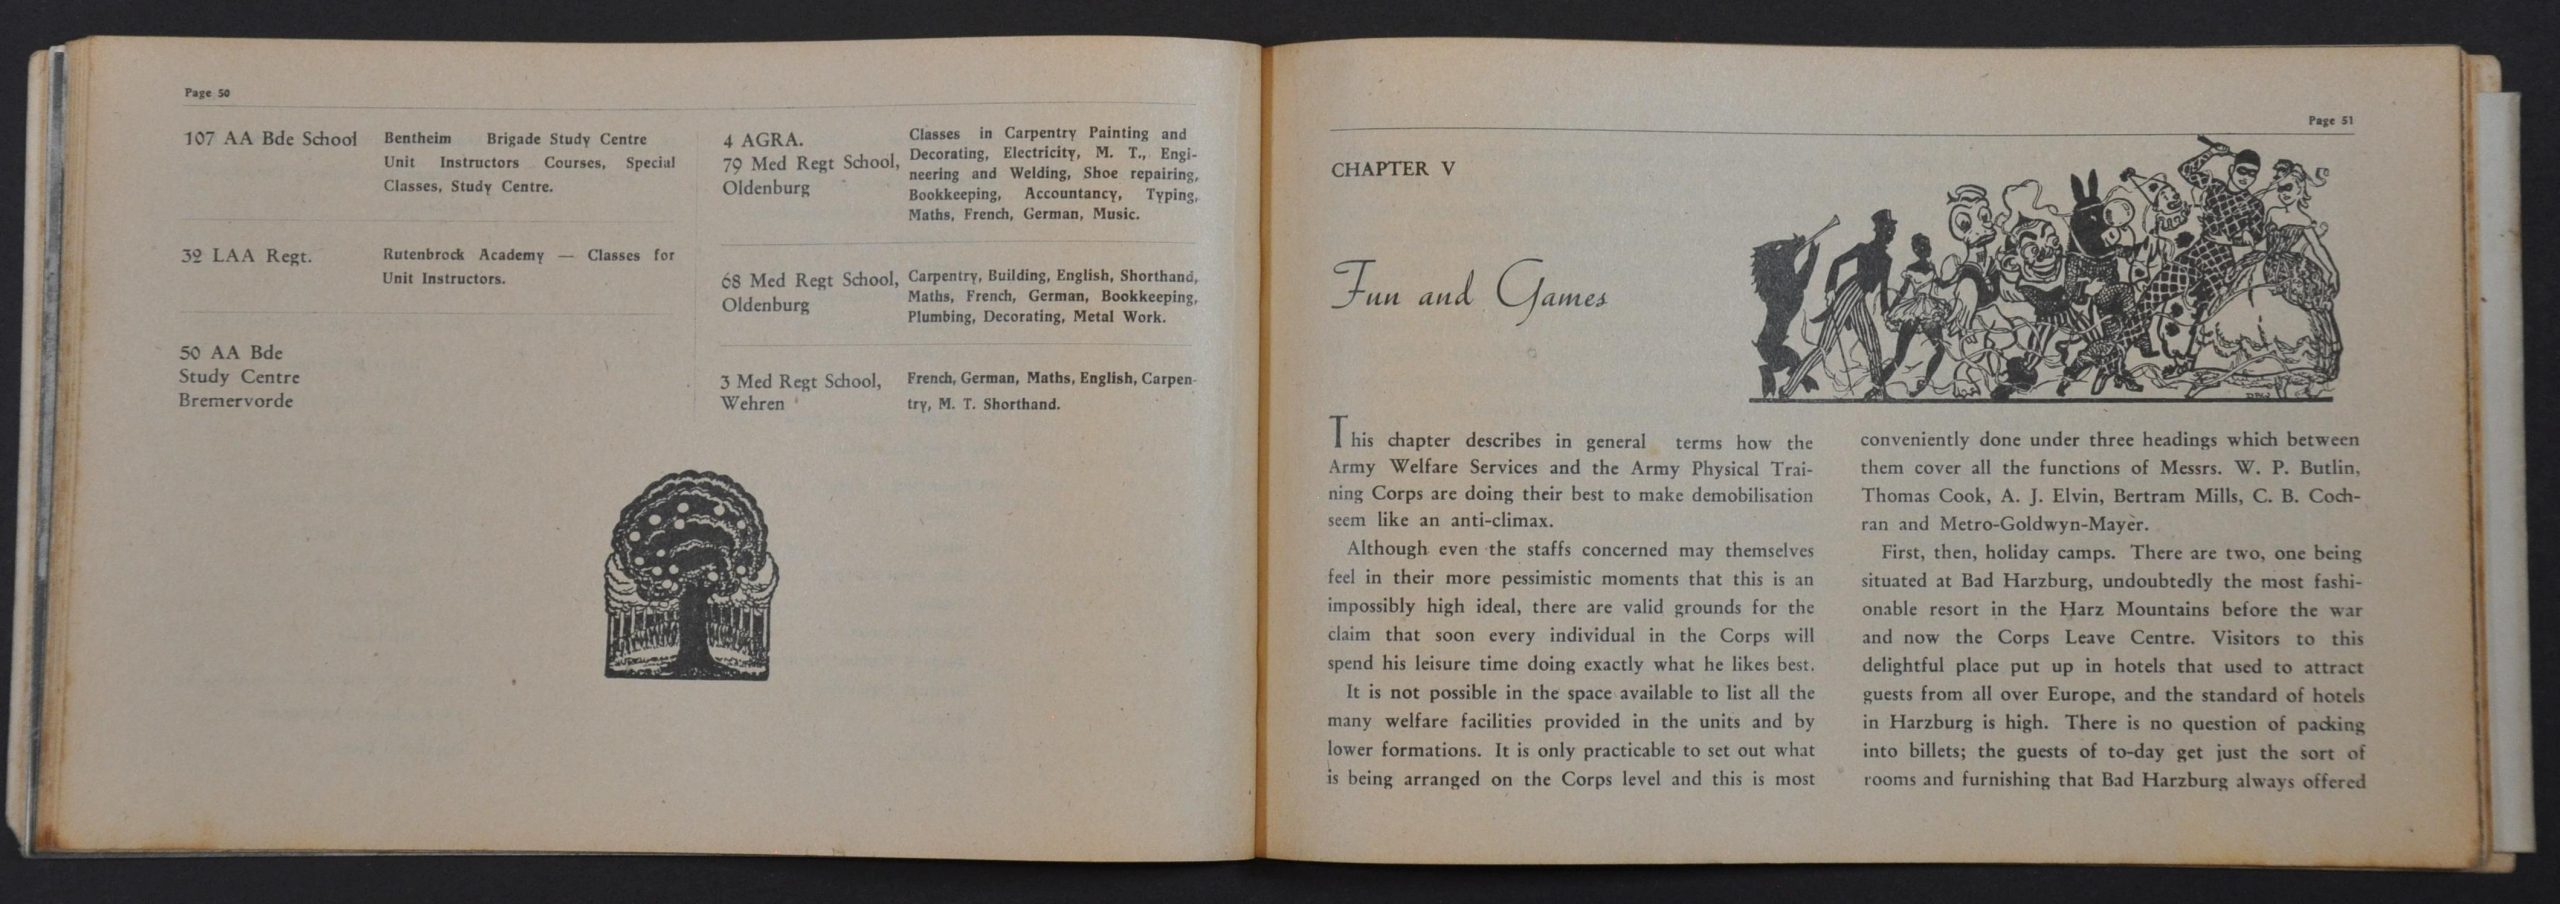 Page 50
107 AA Bde School
Bentheim Brigade Study Centre
Unit Instructors Courses, Special
Classes, Study Centre.
32 LAA Regt.
Rutenbrock Academy — Classes for
Unit Instructors.
50 AA Bde
Study Centre
Bremervorde
4 AGRA.
79 Med Regt School,
Oldenburg
Classes in Carpentry Painting and
Decorating, Electricity, M. T., Engi-
neering and Welding, Shoe repairing,
Bookkeeping, Accountancy, Typing,
Maths, French, German, Music.
68 Med Regt School,
Oldenburg
Carpentry, Building, English, Shorthand,
Maths, French, German, Bookkeeping,
Plumbing, Decorating, Metal Work.
3 Med Regt School,
Wehren
French, German, Maths, English, Carpen-
try, M. T. Shorthand.
Page 51
CHAPTER V
Fun and Games
This chapter describes in general terms how the
Army Welfare Services and the Army Physical Trai-
ning Corps are doing their best to make demobilisation
seem like an anti-climax.
Although even the staffs concerned may themselves
feel in their more pessimistic moments that this is an
impossibly high ideal, there are valid grounds for the
claim that soon every individual in the Corps will
spend his leisure time doing exactly what he likes best.
It is not possible in the space available to list all the
many welfare facilities provided in the units and by
lower formations. It is only practicable to set out what
is being arranged on the Corps level and this is most
conveniently done under three headings which between
them cover all the functions of Messrs. W. P. Butlin,
Thomas Cook, A. J. Elvin, Bertram Mills, C. B. Coch-
ran and Metro-Goldwyn-Mayer.
First, then, holiday camps. There are two, one being
situated at Bad Harzburg, undoubtedly the most fashi-
onable resort in the Harz Mountains before the war
and now the Corps Leave Centre. Visitors to this
delightful place put up in hotels that used to attract
guests from all over Europe, and the standard of hotels
in Harzburg is high. There is no question of packing
into billets; the guests of to-day get just the sort of
rooms and furnishing that Bad Harzburg always offered